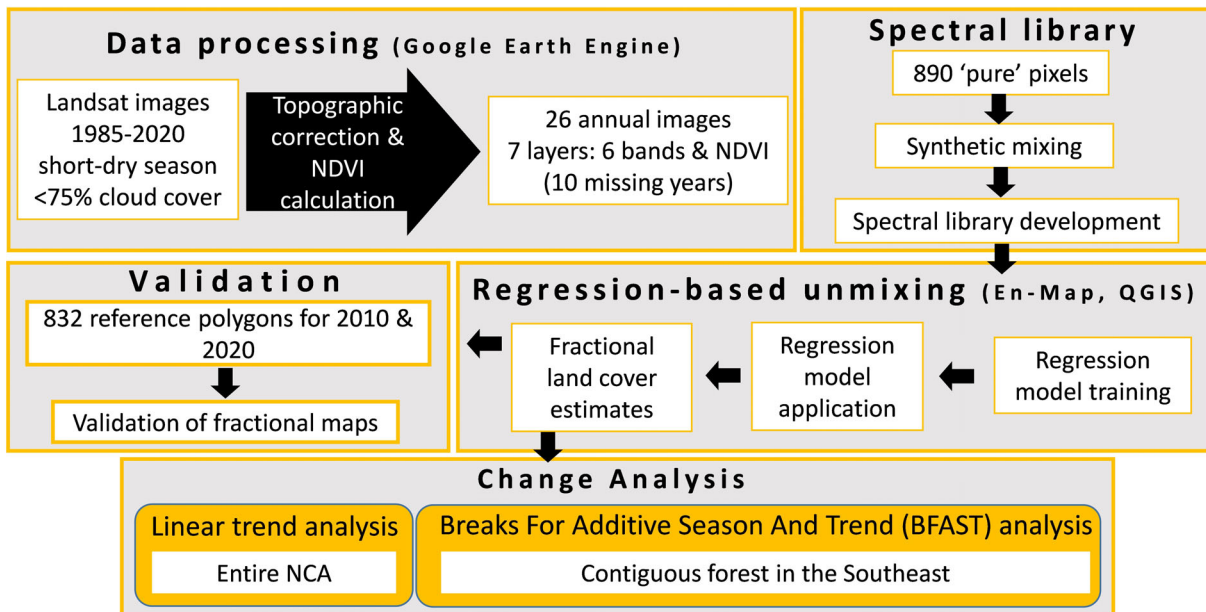 Data processing (Google Earth Engine)
Landsat images
1985-2020
short-dry season
<75% cloud cover
Topographic
correction &
NDVI
calculation
26 annual images
7 layers: 6 bands & NDVI
(10 missing years)
Spectral library
890 ‘pure’ pixels
Synthetic mixing
Spectral library development
Validation
832 reference polygons for 2010 &
2020
Validation of fractional maps
Regression-based unmixing (En-Map, QGIS)
Fractional
land cover
estimates
Regression
model
application
Regression
model training
Change Analysis
Linear trend analysis
Entire NCA
Breaks For Additive Season And Trend (BFAST) analysis
Contiguous forest in the Southeast